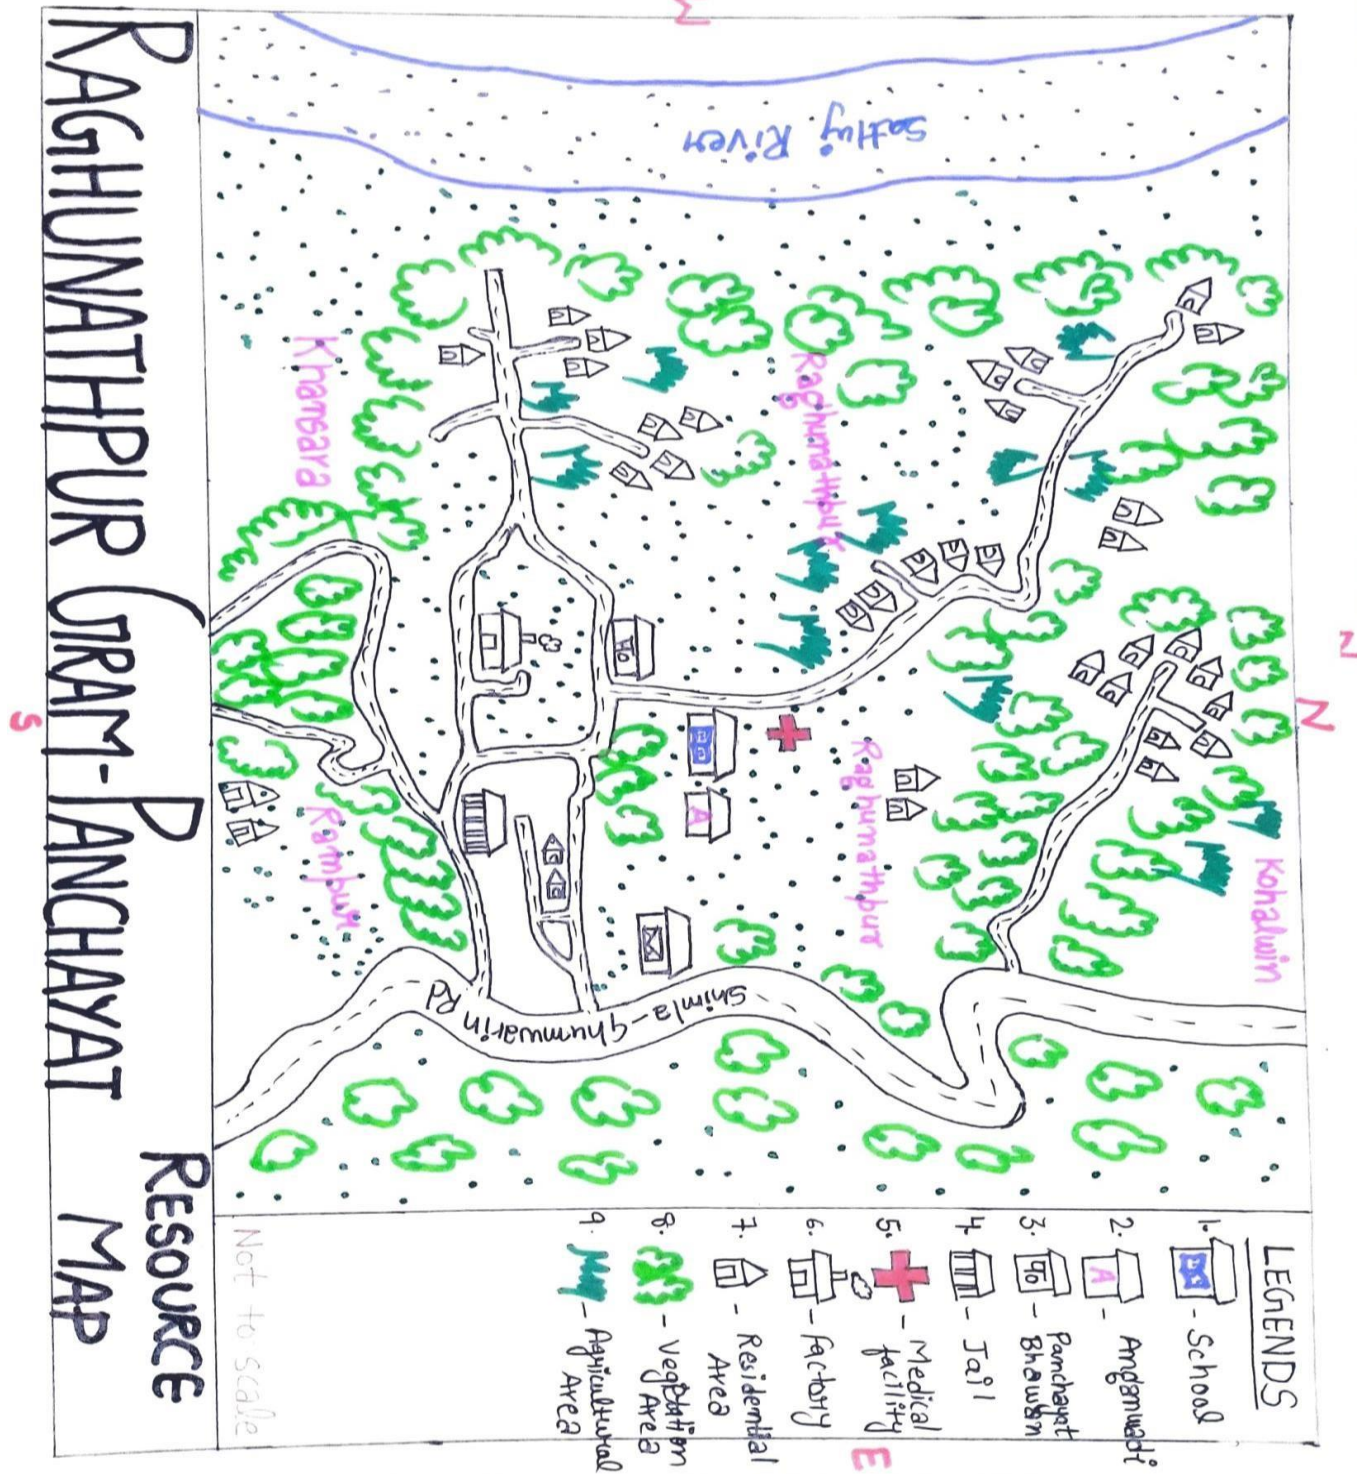 RAGHUNATHPUR GRAM-PANCHAYAT RESOURCE
MAP
W
Satluj River
Khansara
Raghunathpur
Raghunathpur
Rampur
Kohalwin
Shimla-Ghumwarin Rd
N
N
S
E
A
LEGENDS
1. - School
2. A - Anganwadi
3. - Panchayat
Bhawan
4. - Jail
5. - Medical
facility
6. - factory
7. - Residential
Area
8. - Vegetation
Area
9. - Agricultural
Area
Not to scale